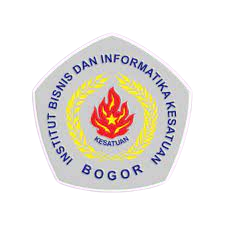 INSTITUT BISNIS DAN INFORMATIKA KESATUAN
KESATUAN
BOGOR